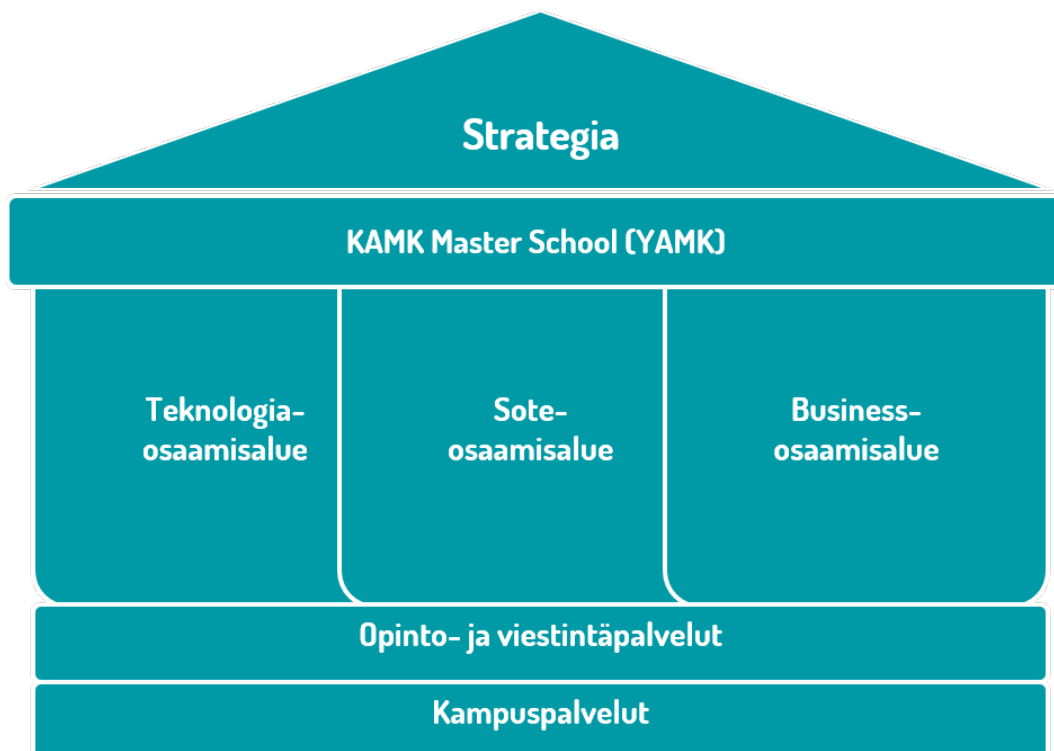 Strategia
KAMK Master School (YAMK)
Teknologia-
osaamisalue
Sote-
osaamisalue
Business-
osaamisalue
Opinto- ja viestintäpalvelut
Kampuspalvelut